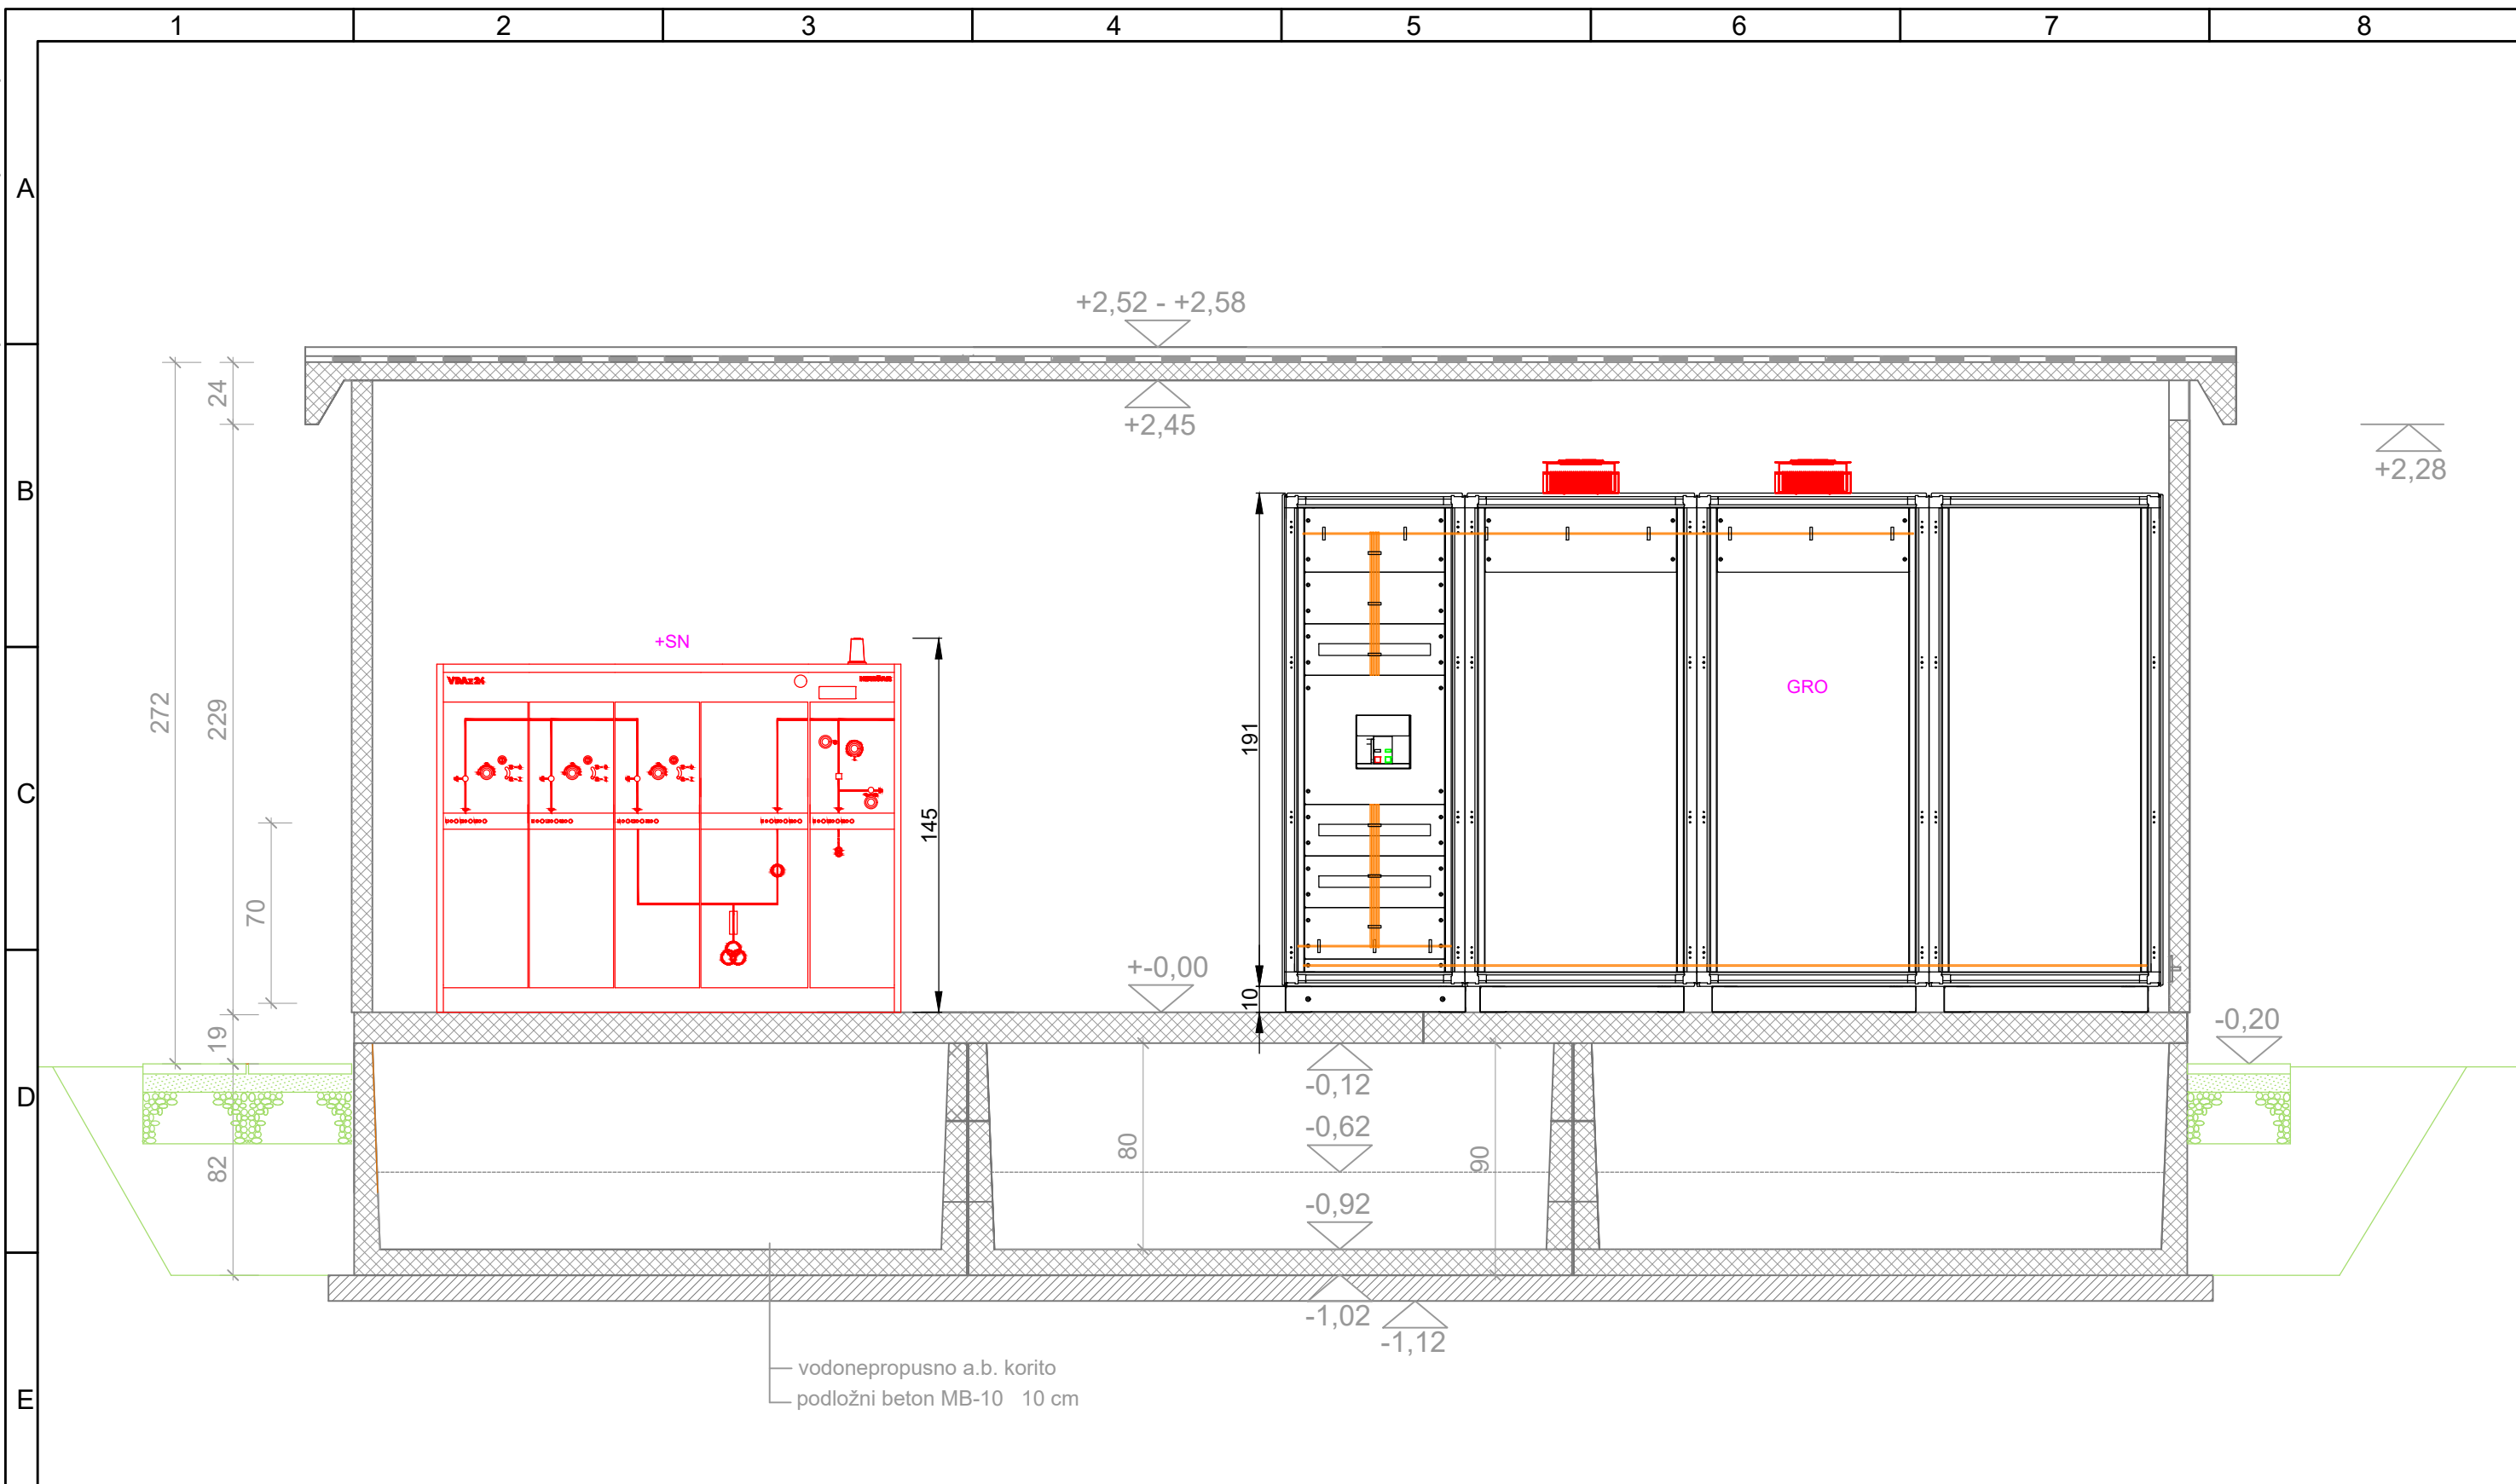 1 2 3 4 5 6 7 8
A
+2,52 - +2,58
24
+2,45
+2,28
B
+SN
VDAz24
GRO
272
229
191
C
145
70
+-0,00
10
19
-0,20
-0,12
D
-0,62
80
90
82
-0,92
-1,02
-1,12
vodonepropusno a.b. korito
podložni beton MB-10 10 cm
E